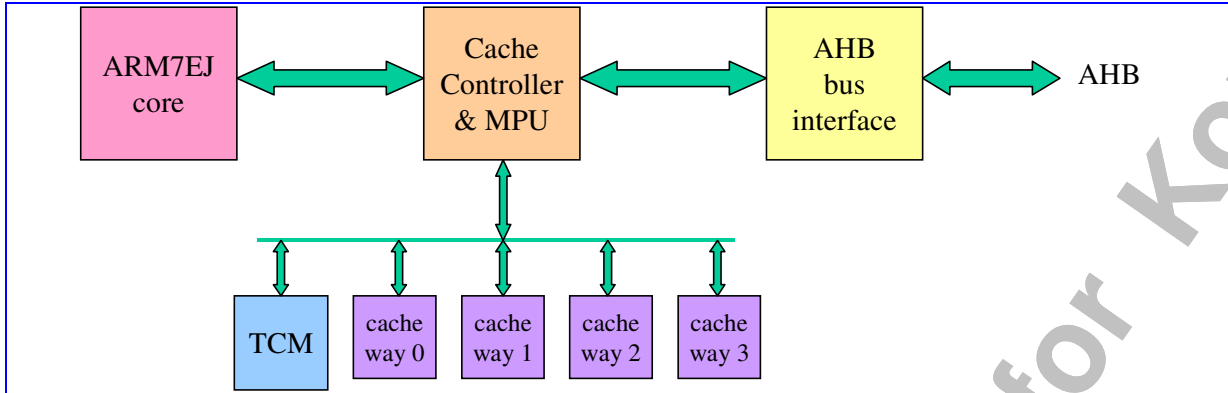 ARM7EJ
core
Cache
Controller
& MPU
AHB
bus
interface
AHB
TCM
cache
way 0
cache
way 1
cache
way 2
cache
way 3
for